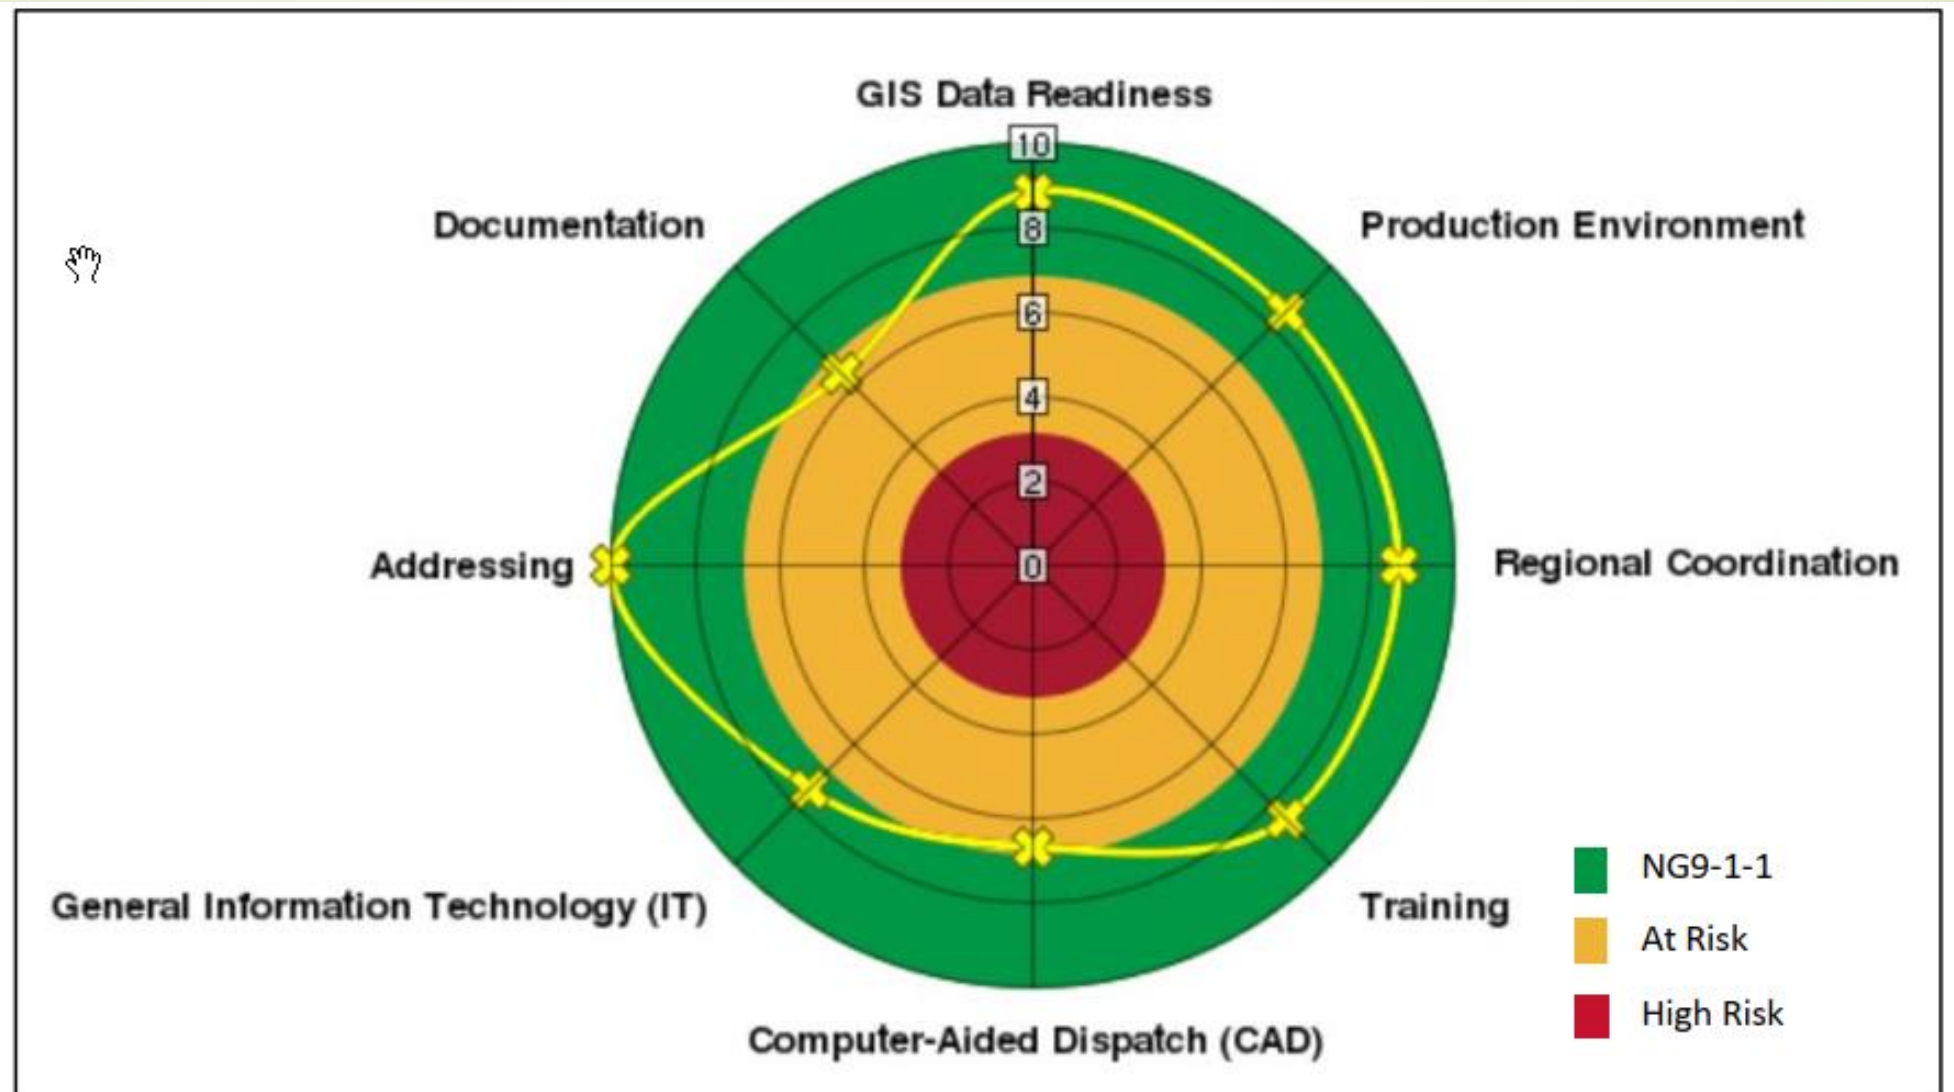 GIS Data Readiness
10
Documentation
Production Environment
8
6
4
2
Addressing
0
Regional Coordination
General Information Technology (IT)
Training
Computer-Aided Dispatch (CAD)
NG9-1-1
At Risk
High Risk